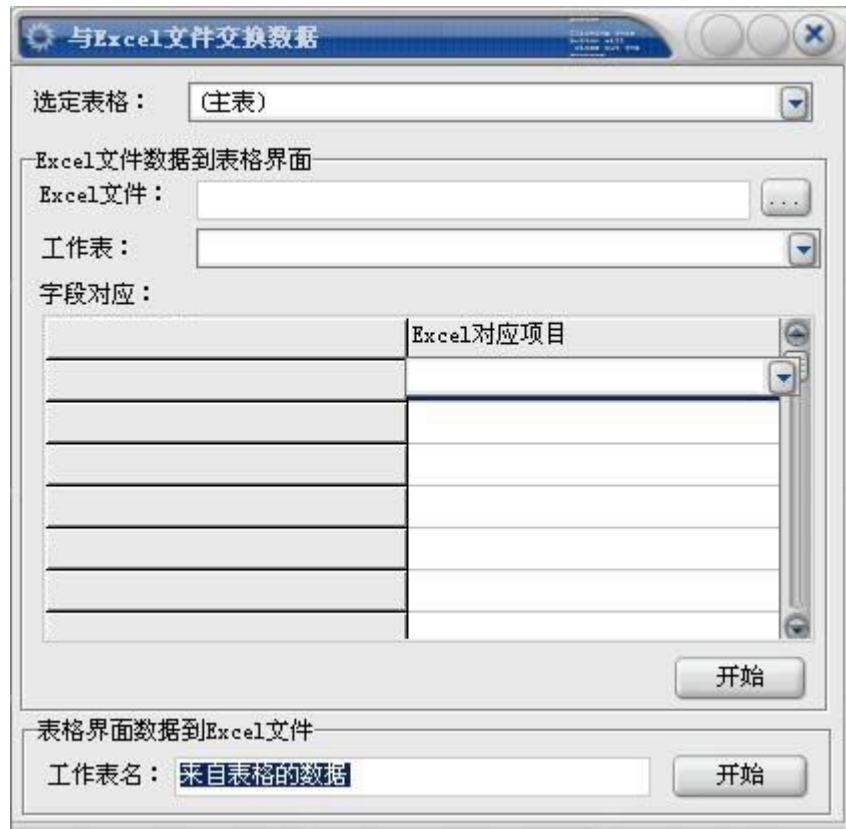 与Excel文件交换数据
选定表格： (主表)
Excel文件数据到表格界面
Excel文件： ...
工作表：
字段对应：
Excel对应项目
开始
表格界面数据到Excel文件
工作表名： 来自表格的数据 开始